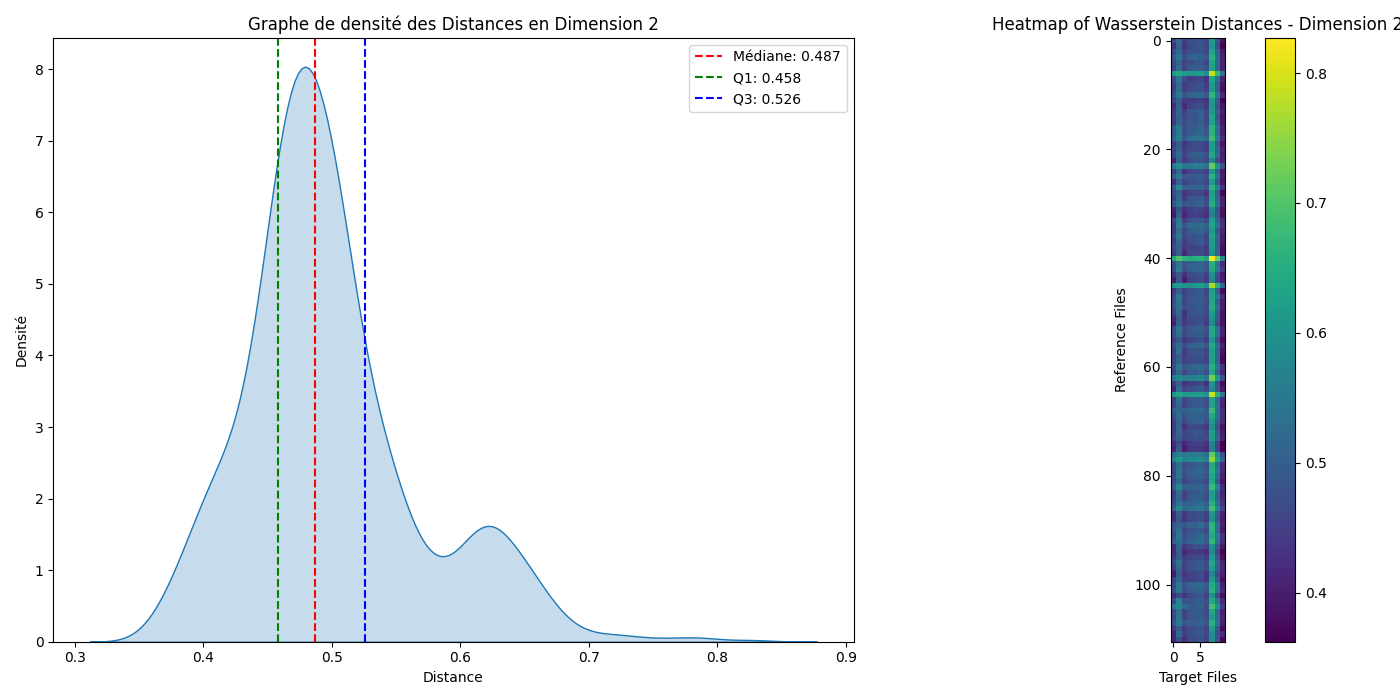 Graphe de densité des Distances en Dimension 2
Densité
8
7
6
5
4
3
2
1
0
0.3 0.4 0.5 0.6 0.7 0.8 0.9
Distance
Médiane: 0.487
Q1: 0.458
Q3: 0.526
Heatmap of Wasserstein Distances - Dimension 2
Reference Files
0
20
40
60
80
100
0 5
Target Files
0.8
0.7
0.6
0.5
0.4